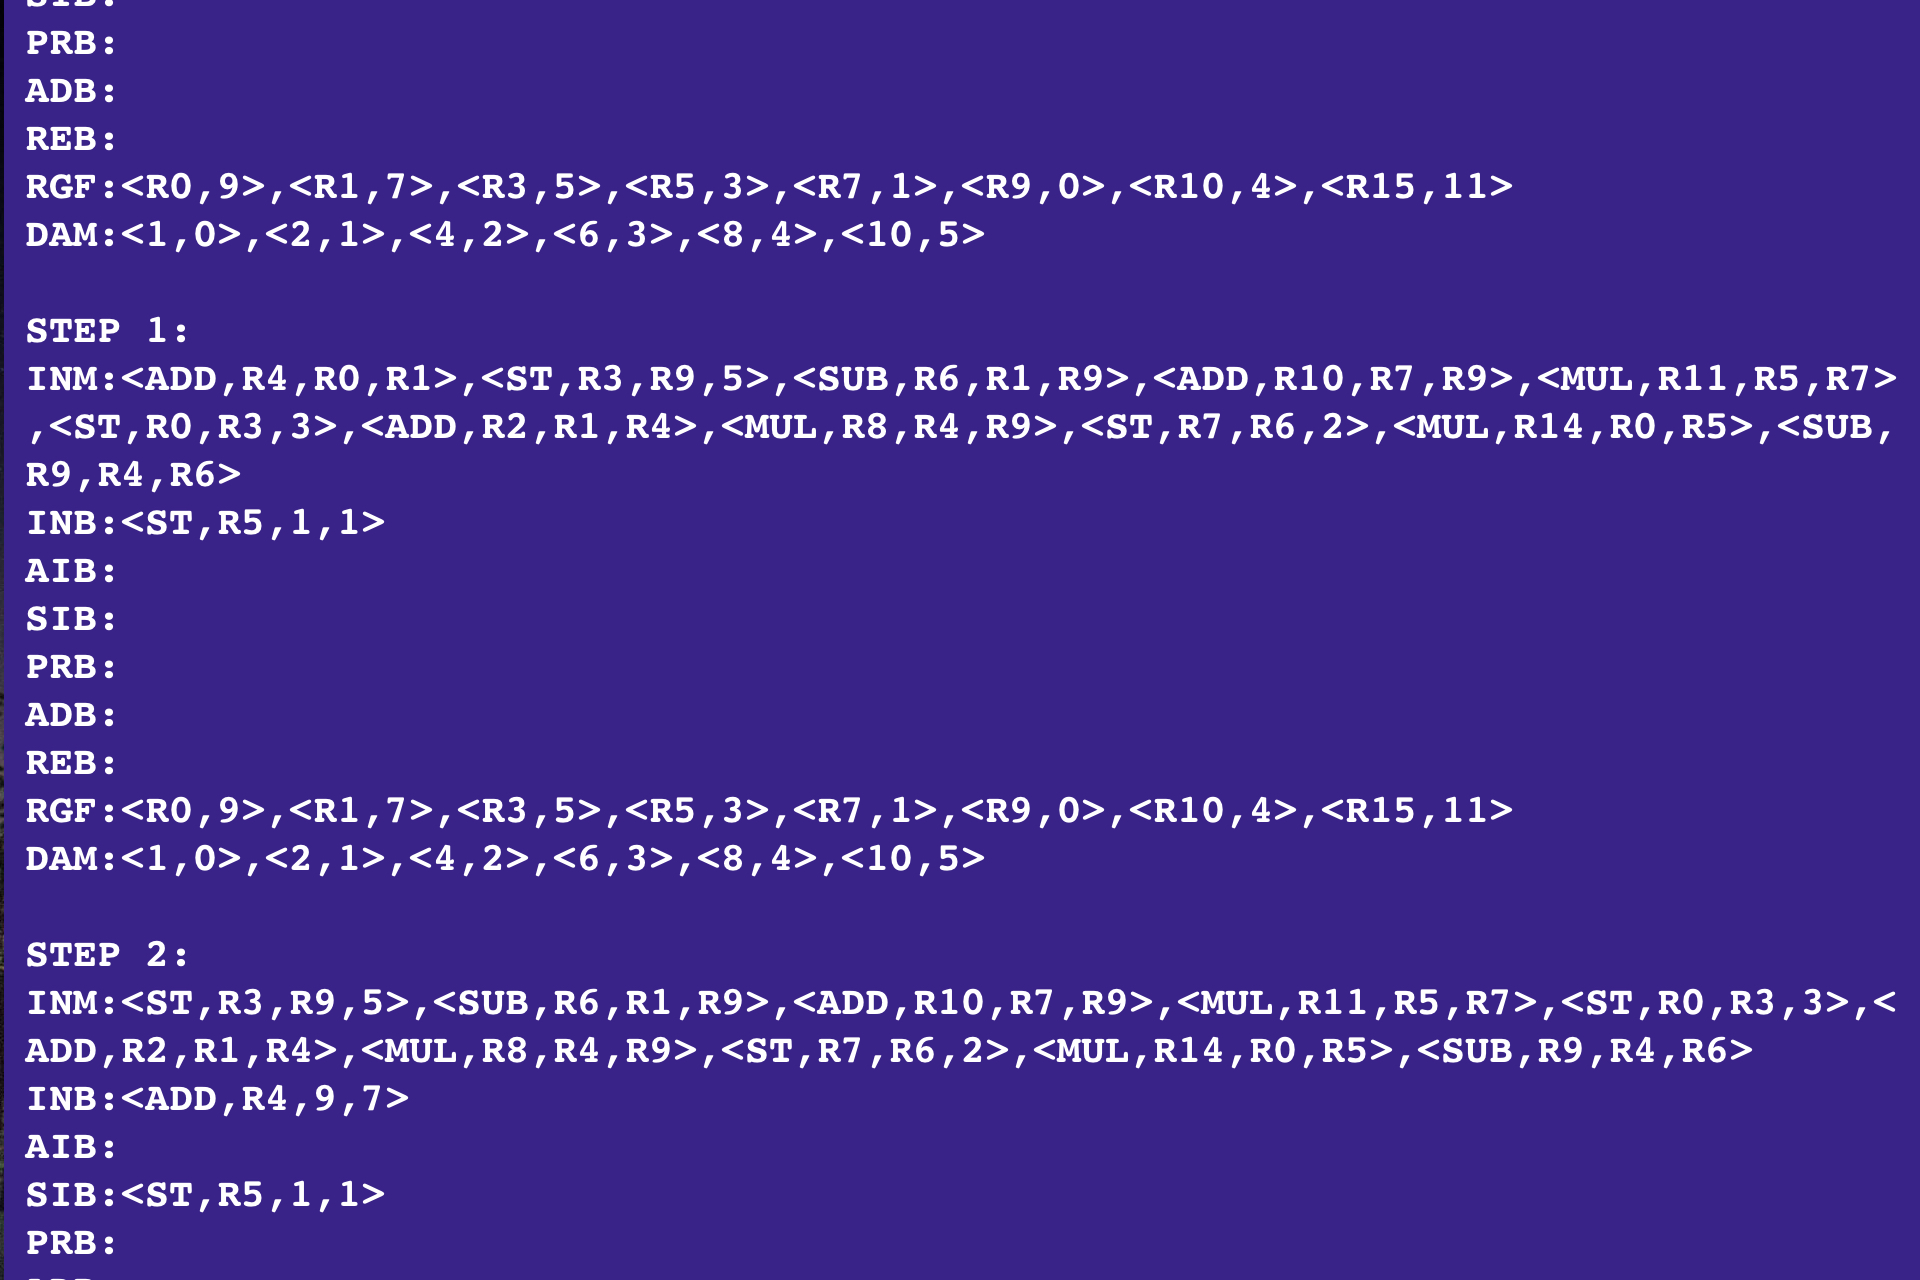 SIB:
PRB:
ADB:
REB:
RGF:<R0,9>,<R1,7>,<R3,5>,<R5,3>,<R7,1>,<R9,0>,<R10,4>,<R15,11>
DAM:<1,0>,<2,1>,<4,2>,<6,3>,<8,4>,<10,5>
STEP 1:
INM:<ADD,R4,R0,R1>,<ST,R3,R9,5>,<SUB,R6,R1,R9>,<ADD,R10,R7,R9>,<MUL,R11,R5,R7>
,<ST,R0,R3,3>,<ADD,R2,R1,R4>,<MUL,R8,R4,R9>,<ST,R7,R6,2>,<MUL,R14,R0,R5>,<SUB,
R9,R4,R6>
INB:<ST,R5,1,1>
AIB:
SIB:
PRB:
ADB:
REB:
RGF:<R0,9>,<R1,7>,<R3,5>,<R5,3>,<R7,1>,<R9,0>,<R10,4>,<R15,11>
DAM:<1,0>,<2,1>,<4,2>,<6,3>,<8,4>,<10,5>
STEP 2:
INM:<ST,R3,R9,5>,<SUB,R6,R1,R9>,<ADD,R10,R7,R9>,<MUL,R11,R5,R7>,<ST,R0,R3,3>,<
ADD,R2,R1,R4>,<MUL,R8,R4,R9>,<ST,R7,R6,2>,<MUL,R14,R0,R5>,<SUB,R9,R4,R6>
INB:<ADD,R4,9,7>
AIB:
SIB:<ST,R5,1,1>
PRB: